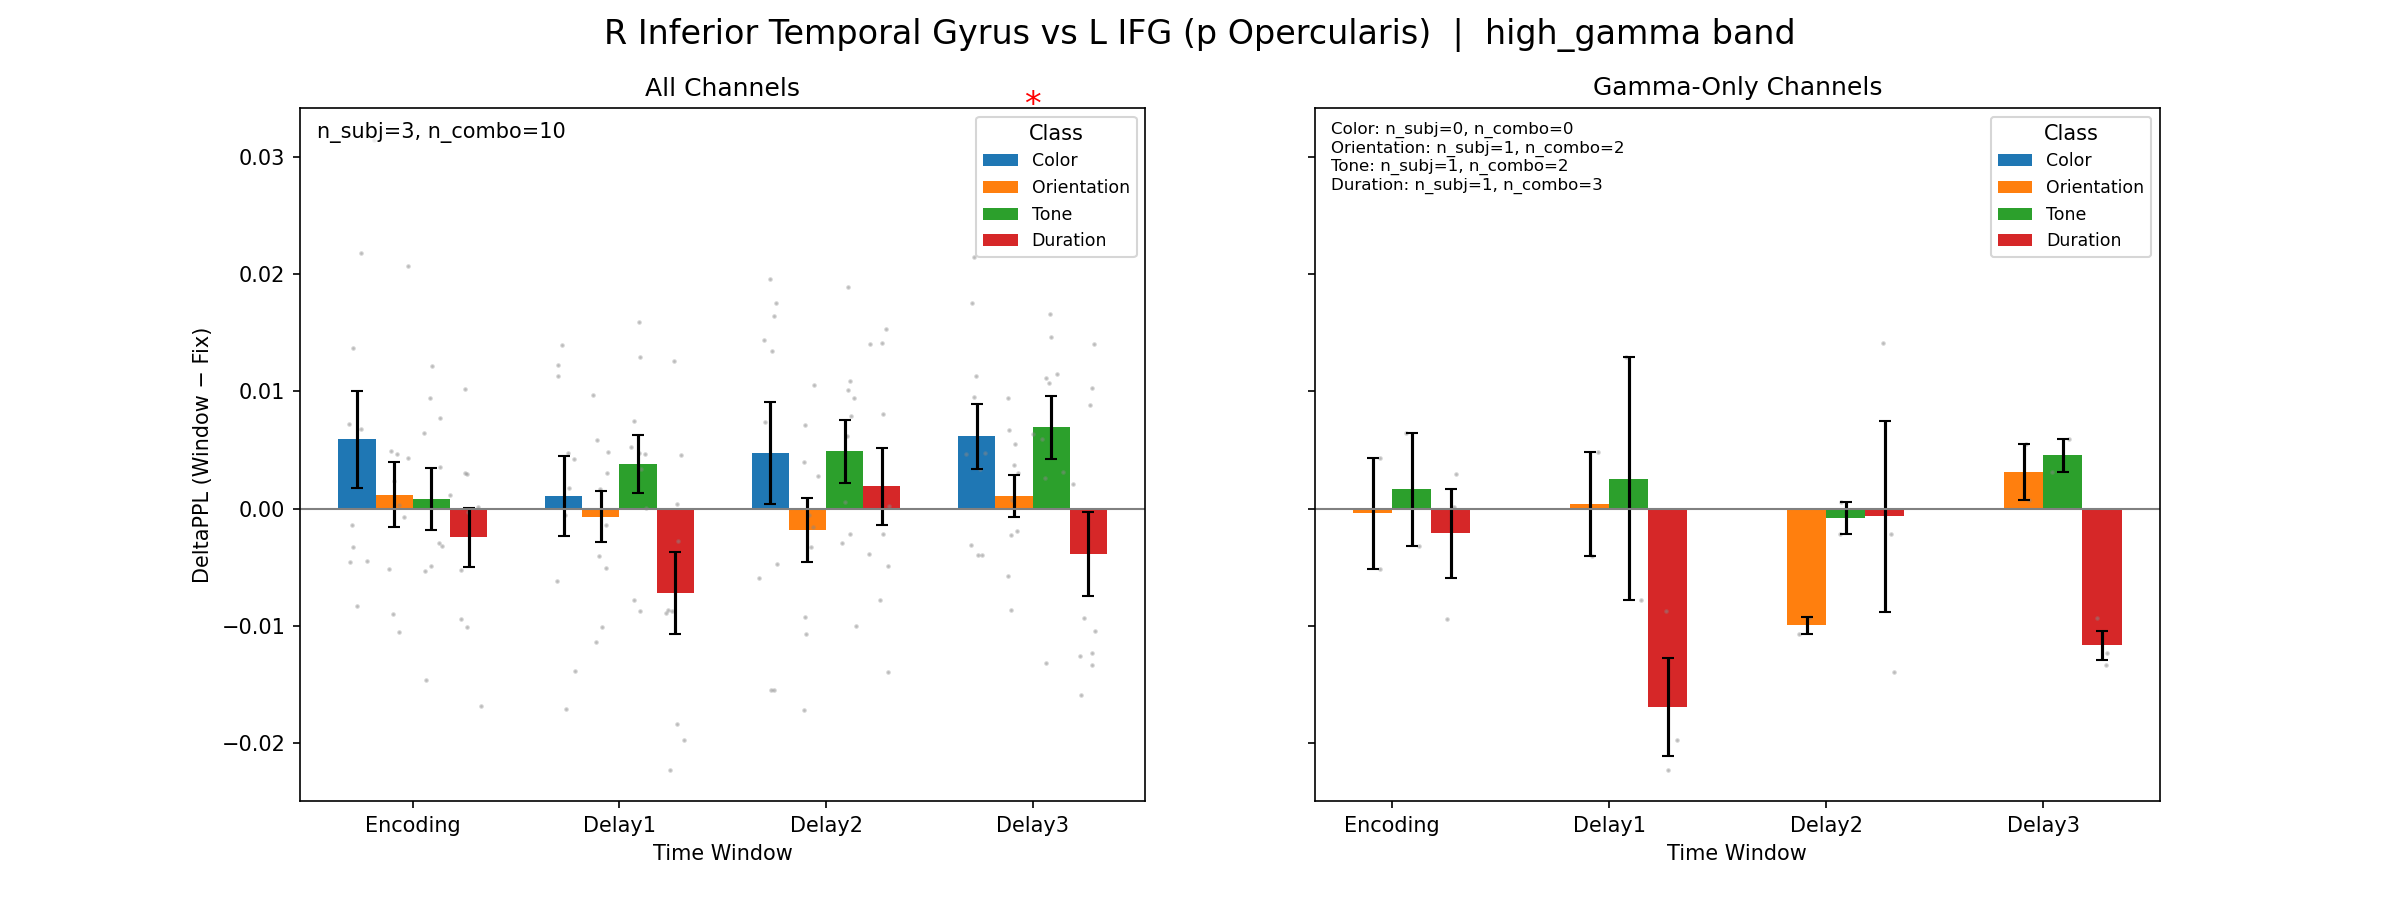 R Inferior Temporal Gyrus vs L IFG (p Opercularis) | high_gamma band
All Channels
*
n_subj=3, n_combo=10
Class
Color
Orientation
Tone
Duration
DeltaPPL (Window − Fix)
0.03
0.02
0.01
0.00
−0.01
−0.02
Encoding
Delay1
Delay2
Delay3
Time Window
Gamma-Only Channels
Color: n_subj=0, n_combo=0
Orientation: n_subj=1, n_combo=2
Tone: n_subj=1, n_combo=2
Duration: n_subj=1, n_combo=3
Class
Color
Orientation
Tone
Duration
Encoding
Delay1
Delay2
Delay3
Time Window